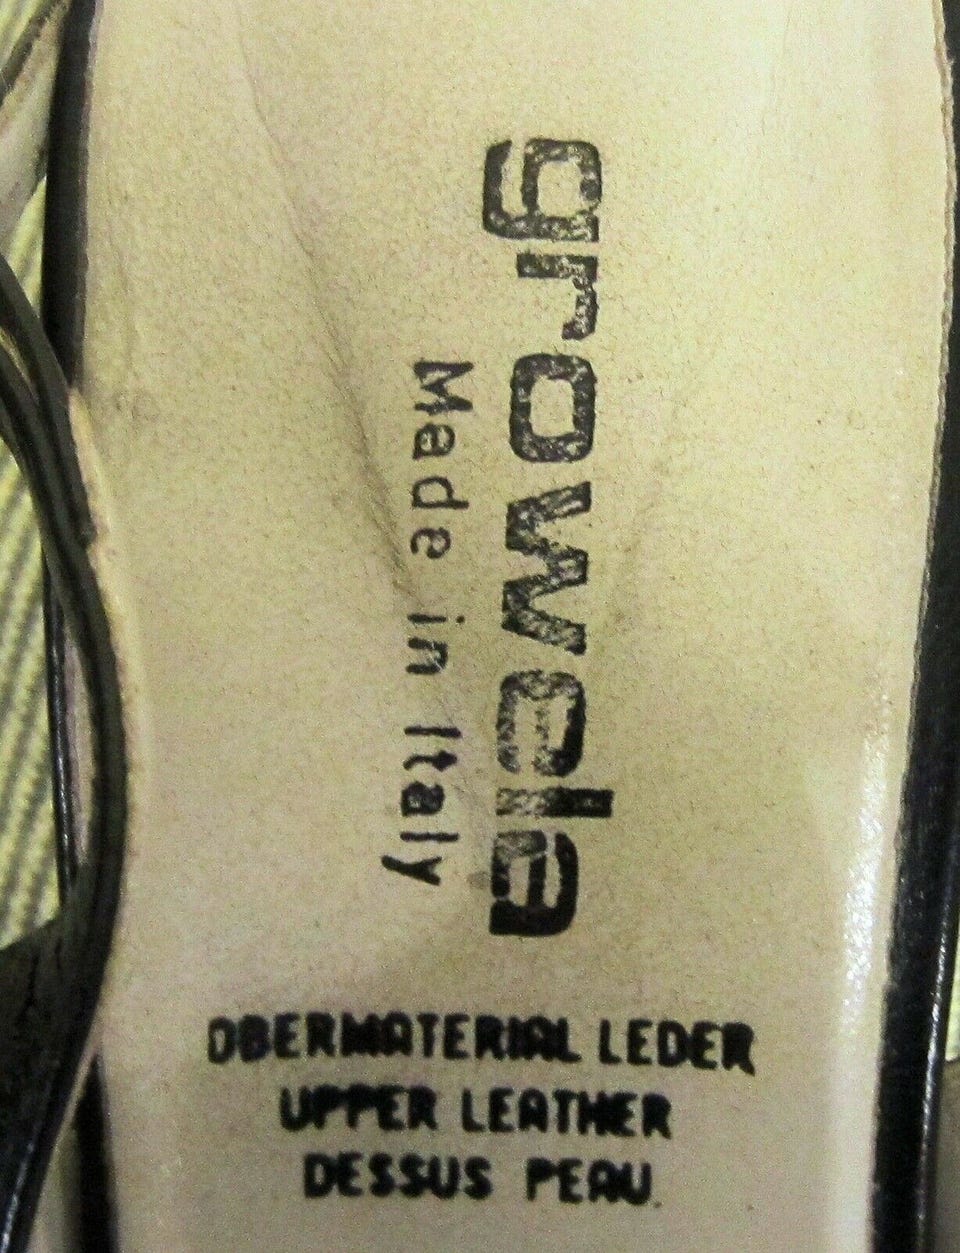 growela
Made in Italy
OBERMATERIAL LEDER
UPPER LEATHER
DESSUS PEAU.